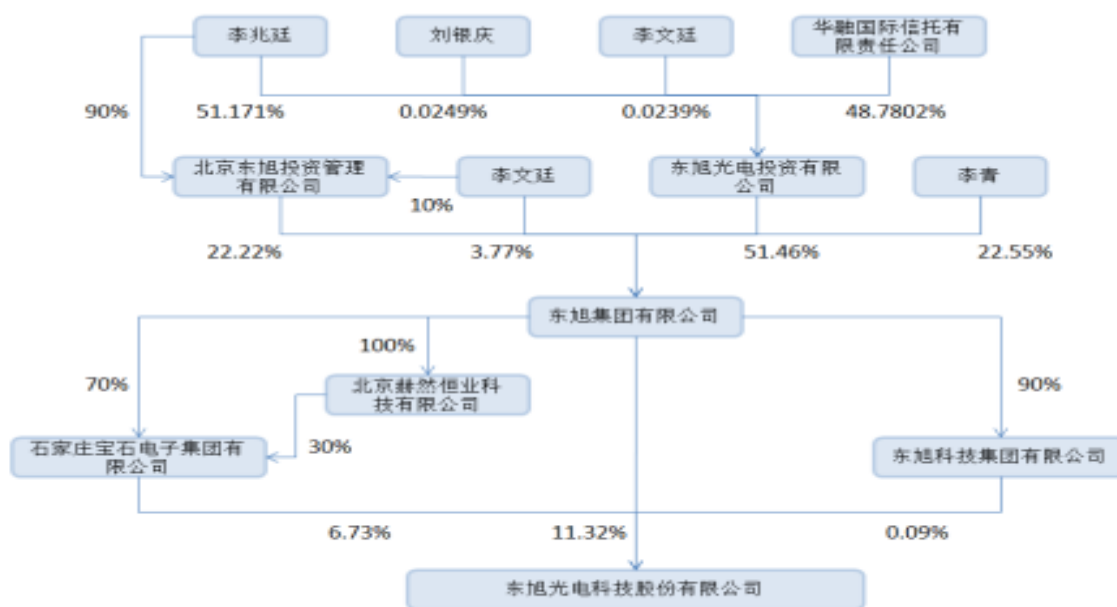 李兆廷
刘银庆
李文廷
华融国际信托有
限责任公司
90%
51.171%
0.0249%
0.0239%
48.7802%
北京东旭投资管理
有限公司
李文廷
东旭光电投资有限
公司
李青
10%
22.22%
3.77%
51.46%
22.55%
东旭集团有限公司
100%
70%
90%
北京赫然恒业科
技有限公司
30%
石家庄宝石电子集团有
限公司
东旭科技集团有限公司
6.73%
11.32%
0.09%
东旭光电科技股份有限公司